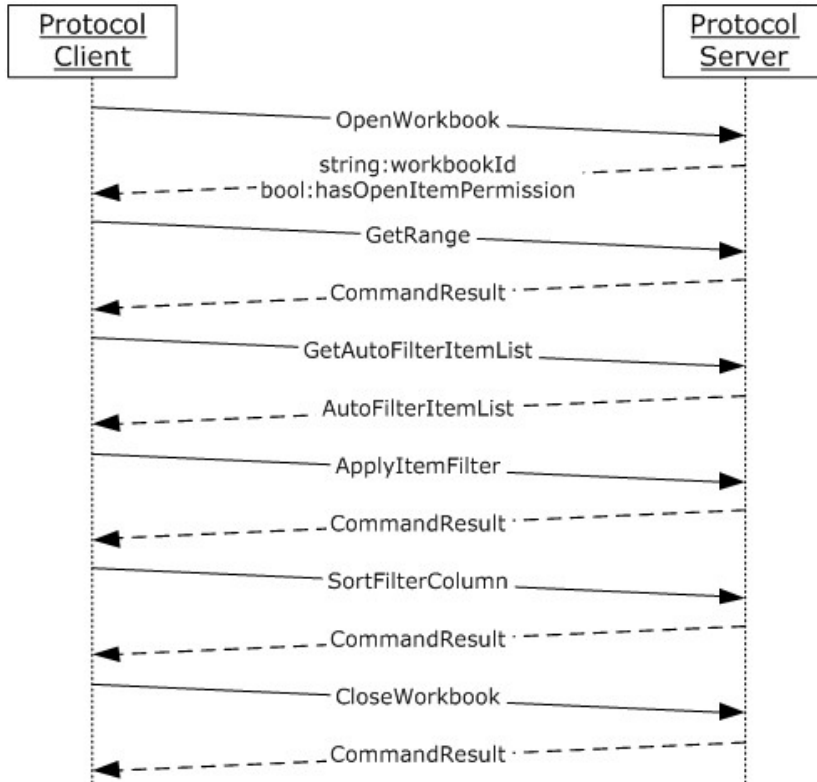 Protocol
Client
Protocol
Server
OpenWorkbook
string:workbookId
bool:hasOpenItemPermission
GetRange
CommandResult
GetAutoFilterItemList
AutoFilterItemList
ApplyItemFilter
CommandResult
SortFilterColumn
CommandResult
CloseWorkbook
CommandResult